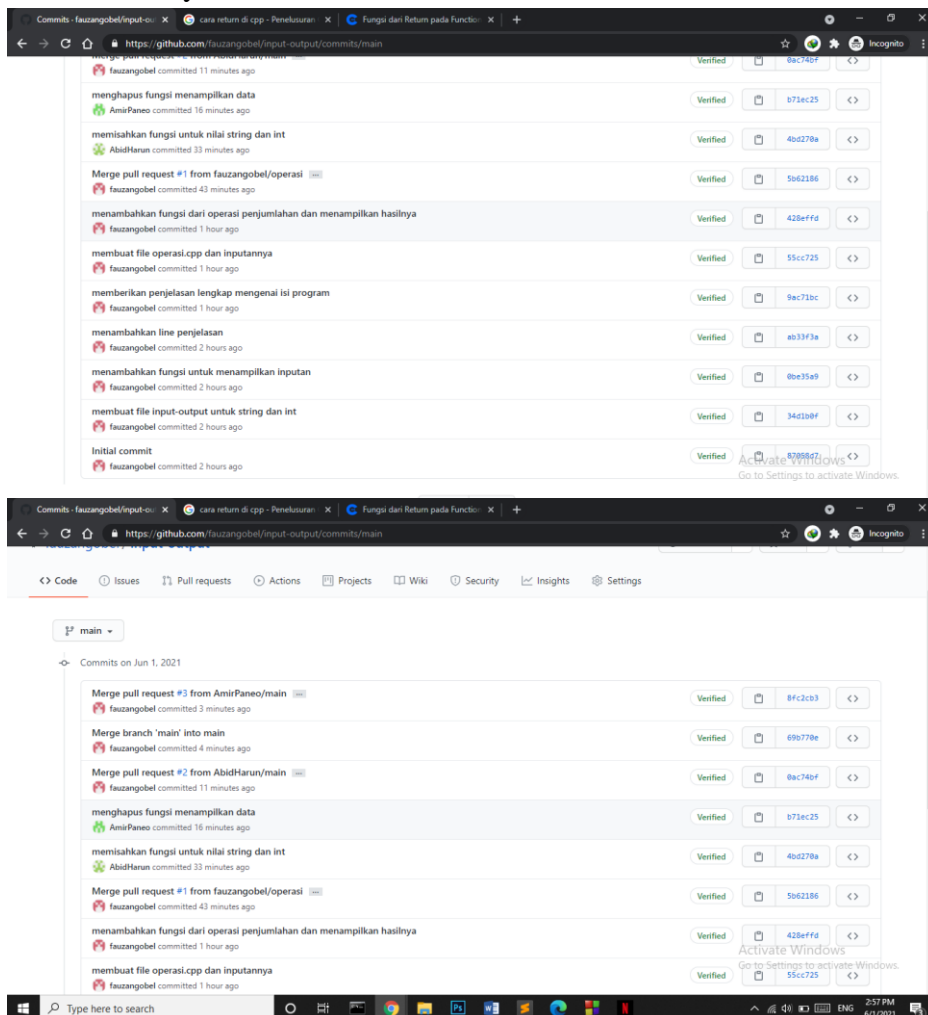 Commits · fauzangobel/input-ou
cara return di cpp - Penelusuran
Fungsi dari Return pada Function
https://github.com/fauzangobel/input-output/commits/main
Incognito
Merge pull request #2 from AbidHarun/main
fauzangobel committed 11 minutes ago
Verified
0ac74bf
menghapus fungsi menampilkan data
AmirPaneo committed 16 minutes ago
Verified
b71ec25
memisahkan fungsi untuk nilai string dan int
AbidHarun committed 33 minutes ago
Verified
4bd270a
Merge pull request #1 from fauzangobel/operasi
fauzangobel committed 43 minutes ago
Verified
5b62186
menambahkan fungsi dari operasi penjumlahan dan menampilkan hasilnya
fauzangobel committed 1 hour ago
Verified
428effd
membuat file operasi.cpp dan inputannya
fauzangobel committed 1 hour ago
Verified
55cc725
memberikan penjelasan lengkap mengenai isi program
fauzangobel committed 1 hour ago
Verified
9ac71bc
menambahkan line penjelasan
fauzangobel committed 2 hours ago
Verified
ab33f3a
menambahkan fungsi untuk menampilkan inputan
fauzangobel committed 2 hours ago
Verified
0be35a9
membuat file input-output untuk string dan int
fauzangobel committed 2 hours ago
Verified
34d1b0f
Initial commit
fauzangobel committed 2 hours ago
Verified
87058d7
Activate Windows
Go to Settings to activate Windows.
Commits · fauzangobel/input-ou
cara return di cpp - Penelusuran
Fungsi dari Return pada Function
https://github.com/fauzangobel/input-output/commits/main
Incognito
Code
Issues
Pull requests
Actions
Projects
Wiki
Security
Insights
Settings
main
Commits on Jun 1, 2021
Merge pull request #3 from AmirPaneo/main
fauzangobel committed 3 minutes ago
Verified
8fc2cb3
Merge branch 'main' into main
fauzangobel committed 4 minutes ago
Verified
69b770e
Merge pull request #2 from AbidHarun/main
fauzangobel committed 11 minutes ago
Verified
0ac74bf
menghapus fungsi menampilkan data
AmirPaneo committed 16 minutes ago
Verified
b71ec25
memisahkan fungsi untuk nilai string dan int
AbidHarun committed 33 minutes ago
Verified
4bd270a
Merge pull request #1 from fauzangobel/operasi
fauzangobel committed 43 minutes ago
Verified
5b62186
menambahkan fungsi dari operasi penjumlahan dan menampilkan hasilnya
fauzangobel committed 1 hour ago
Verified
428effd
membuat file operasi.cpp dan inputannya
fauzangobel committed 1 hour ago
Verified
55cc725
Activate Windows
Go to Settings to activate Windows.
Type here to search
ENG
2:57 PM
6/1/2021